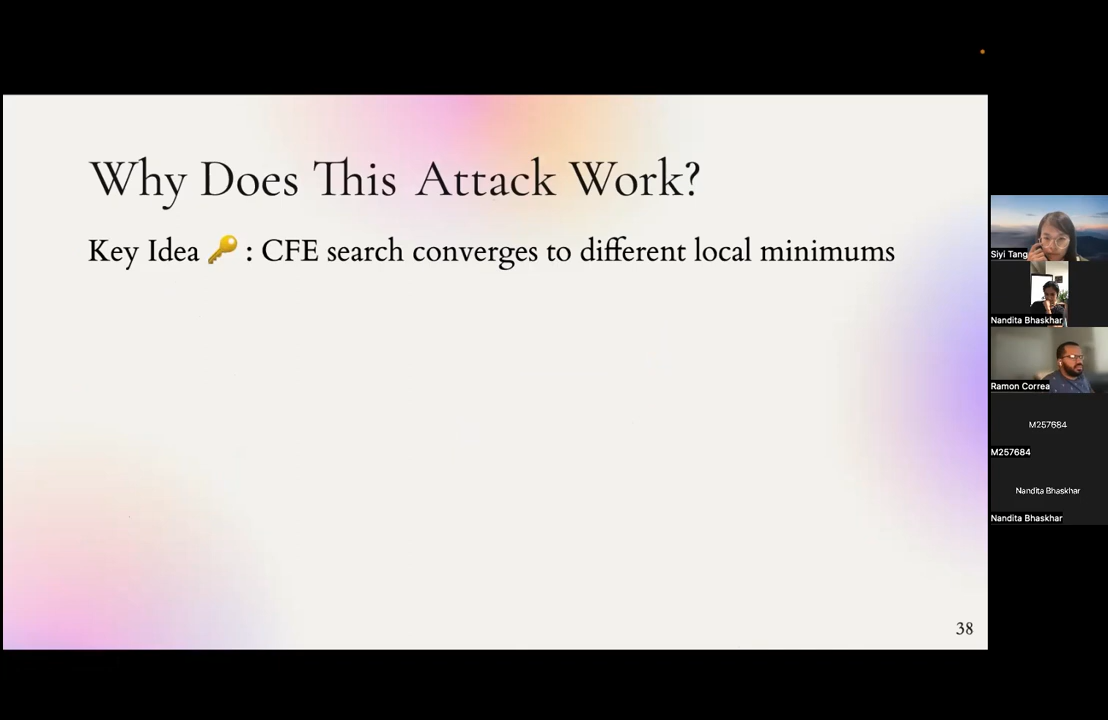 Why Does This Attack Work?
Key Idea 🔑 : CFE search converges to different local minimums
38
Siyi Tang
Nandita Bhaskhar
Ramon Correa
M257684
M257684
Nandita Bhaskhar
Nandita Bhaskhar